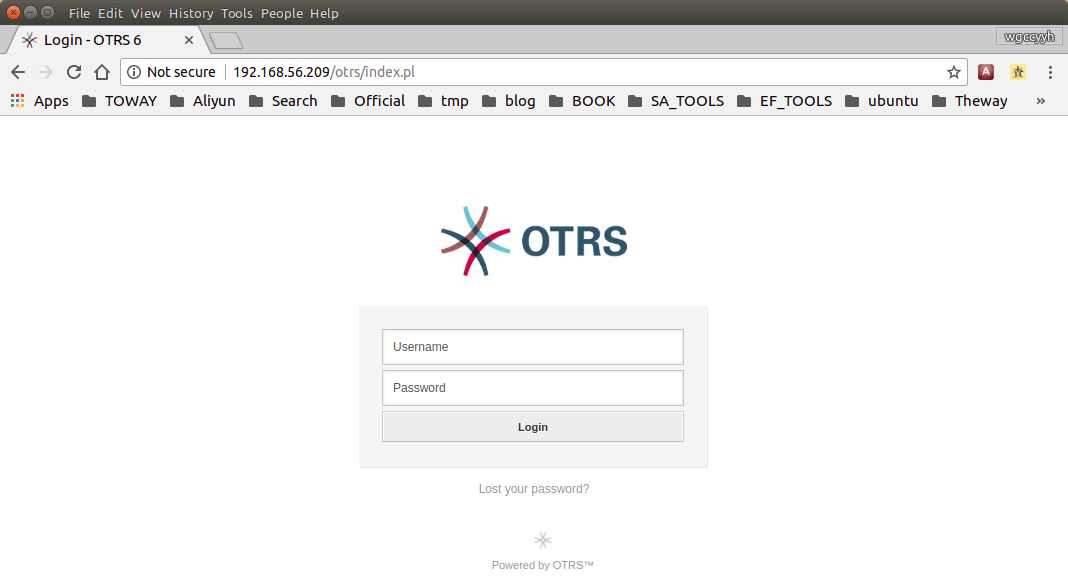 File Edit View History Tools People Help
Login - OTRS 6
wgccyyh
Not secure 192.168.56.209/otrs/index.pl
A
Apps TOWAY Aliyun Search Official tmp blog BOOK SA_TOOLS EF_TOOLS ubuntu Theway »
OTRS
Username
Password
Login
Lost your password?
Powered by OTRS™